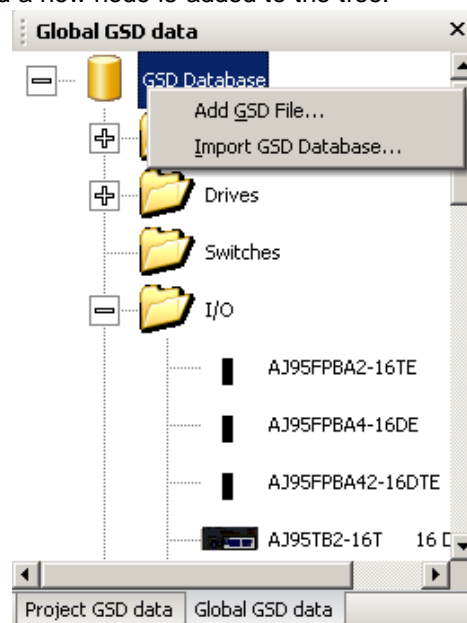 d a new node is added to the tree.
Global GSD data
GSD Database
Add GSD File...
Import GSD Database...
Drives
Switches
I/O
AJ95FPBA2-16TE
AJ95FPBA4-16DE
AJ95FPBA42-16DTE
AJ95TB2-16T 16 D
Project GSD data Global GSD data